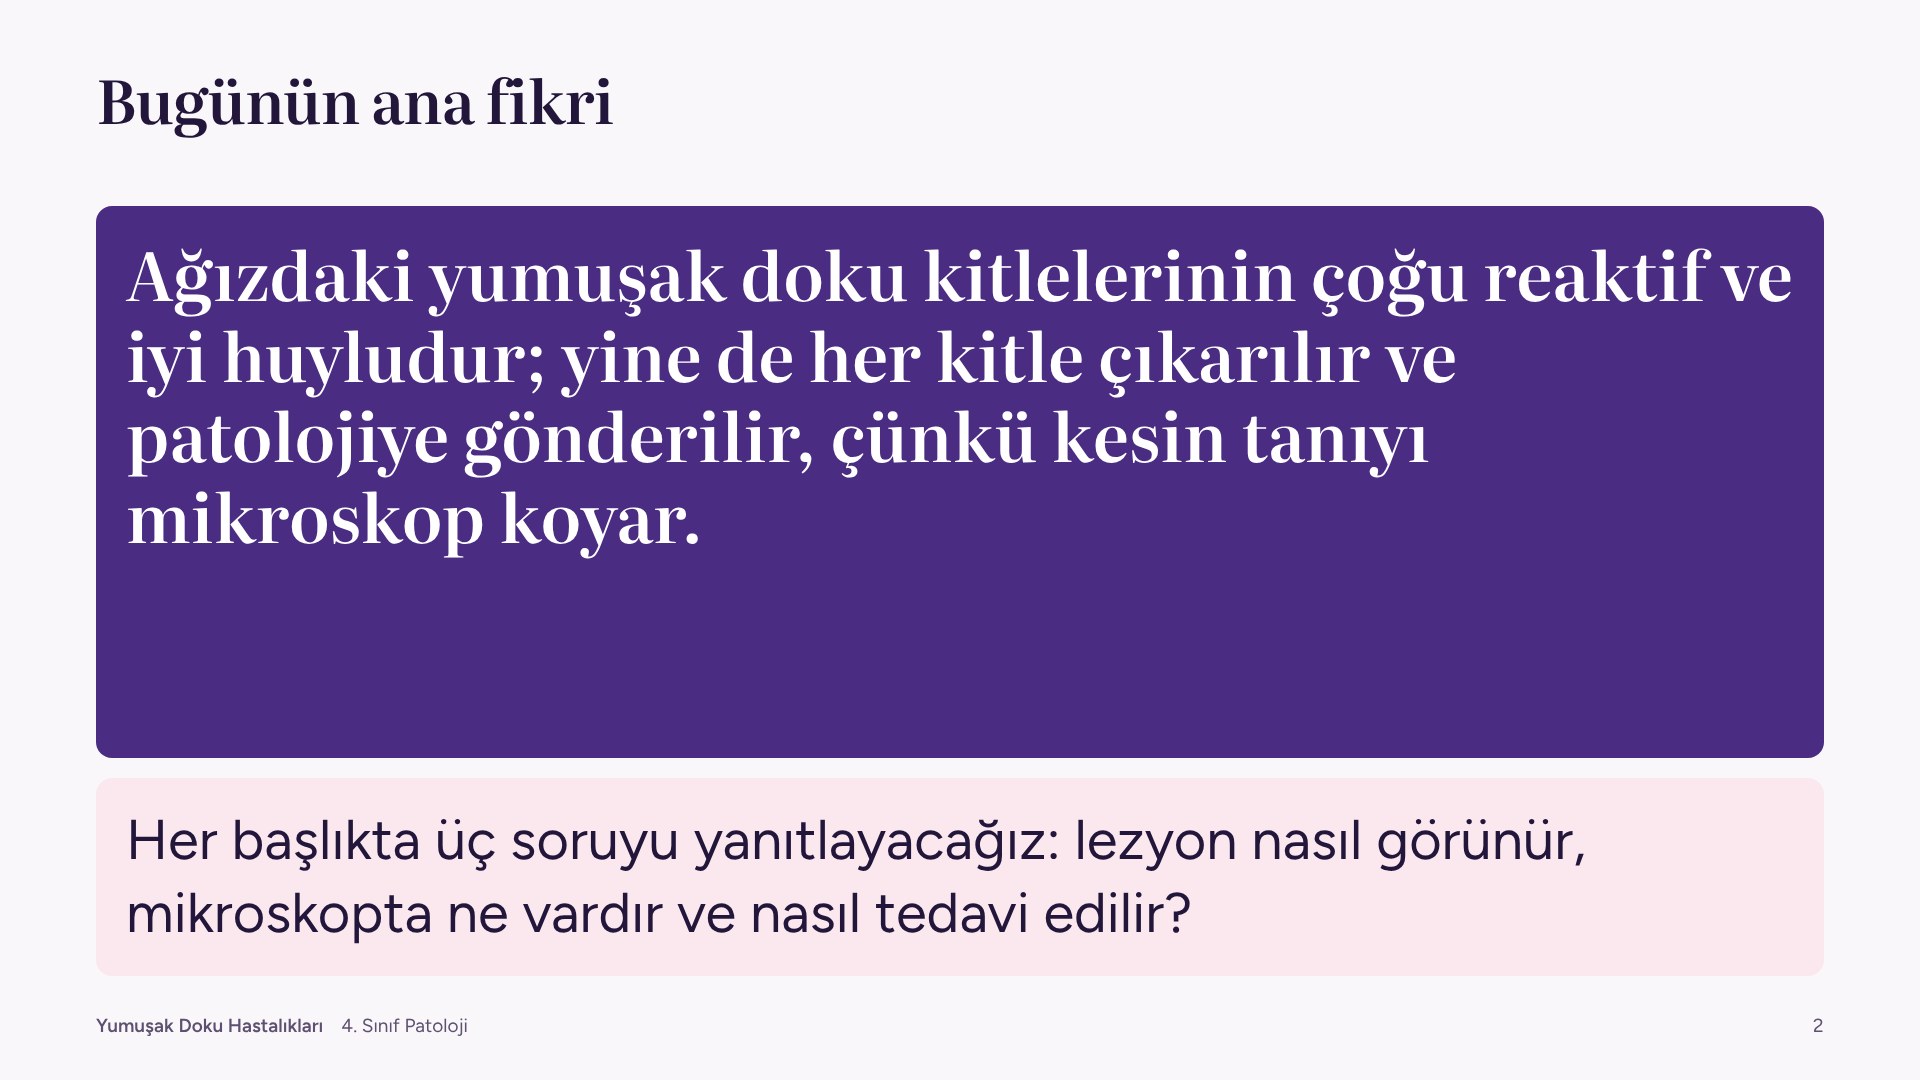 Bugünün ana fikri
Ağızdaki yumuşak doku kitlelerinin çoğu reaktif ve
iyi huyludur; yine de her kitle çıkarılır ve
patolojiye gönderilir, çünkü kesin tanıyı
mikroskop koyar.
Her başlıkta üç soruyu yanıtlayacağız: lezyon nasıl görünür,
mikroskopta ne vardır ve nasıl tedavi edilir?
Yumuşak Doku Hastalıkları 4. Sınıf Patoloji 2